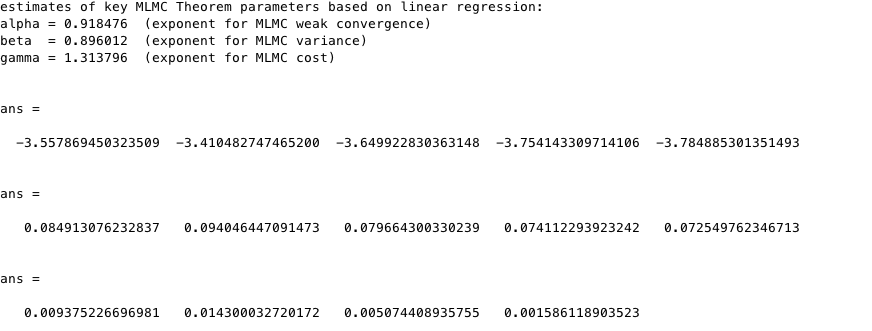 estimates of key MLMC Theorem parameters based on linear regression:
alpha = 0.918476 (exponent for MLMC weak convergence)
beta = 0.896012 (exponent for MLMC variance)
gamma = 1.313796 (exponent for MLMC cost)
ans =
-3.557869450323509 -3.410482747465200 -3.649922830363148 -3.754143309714106 -3.784885301351493
ans =
0.084913076232837 0.094046447091473 0.079664300330239 0.074112293923242 0.072549762346713
ans =
0.009375226696981 0.014300032720172 0.005074408935755 0.001586118903523